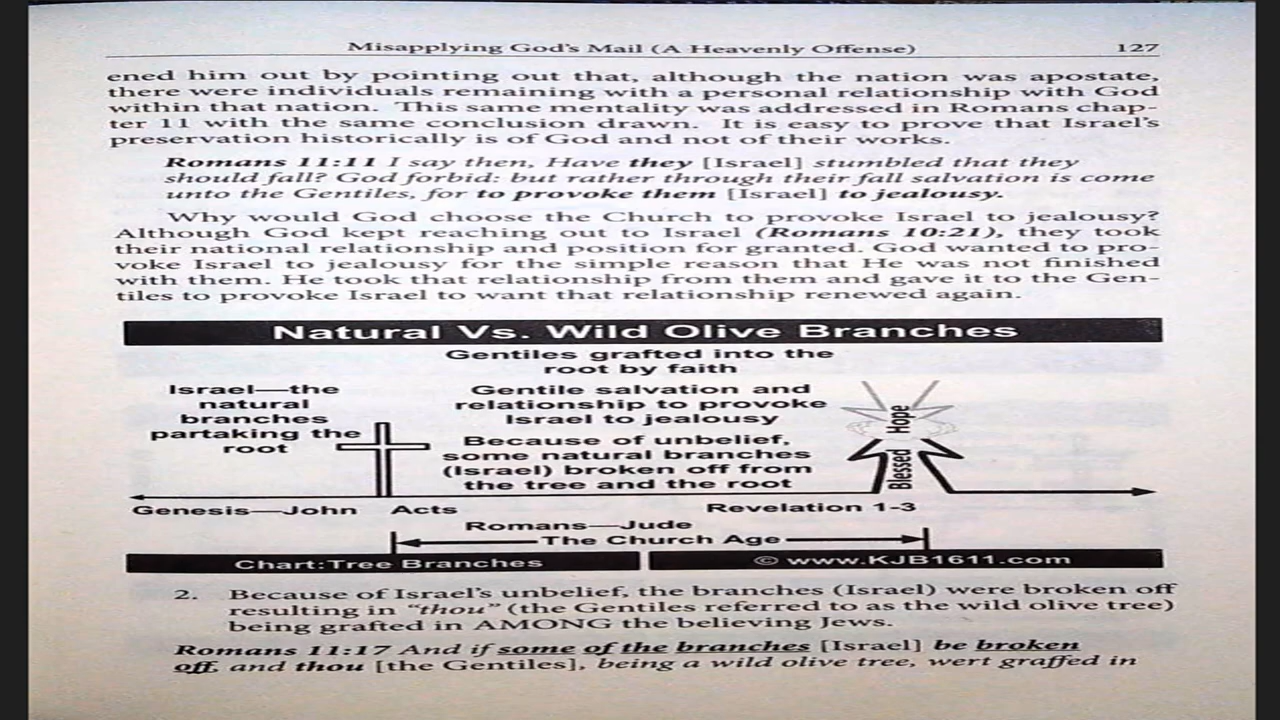 Misapplying God's Mail (A Heavenly Offense) 127
ened him out by pointing out that, although the nation was apostate,
there were individuals remaining with a personal relationship with God
within that nation. This same mentality was addressed in Romans chap-
ter 11 with the same conclusion drawn. It is easy to prove that Israel's
preservation historically is of God and not of their works.
Romans 11:11 I say then, Have they [Israel] stumbled that they
should fall? God forbid: but rather through their fall salvation is come
unto the Gentiles, for to provoke them [Israel] to jealousy.
Why would God choose the Church to provoke Israel to jealousy?
Although God kept reaching out to Israel (Romans 10:21), they took
their national relationship and position for granted. God wanted to pro-
voke Israel to jealousy for the simple reason that He was not finished
with them. He took that relationship from them and gave it to the Gen-
tiles to provoke Israel to want that relationship renewed again.
Natural Vs. Wild Olive Branches
Gentiles grafted into the
root by faith
Israel—the
natural
branches
partaking the
root
Gentile salvation and
relationship to provoke
Israel to jealousy
Because of unbelief,
some natural branches
(Israel) broken off from
the tree and the root
Blessed Hope
Genesis—John Acts Revelation 1-3
Romans—Jude
The Church Age
Chart:Tree Branches © www.KJB1611.com
2. Because of Israel's unbelief, the branches (Israel) were broken off
resulting in "thou" (the Gentiles referred to as the wild olive tree)
being grafted in AMONG the believing Jews.
Romans 11:17 And if some of the branches [Israel] be broken
off, and thou [the Gentiles], being a wild olive tree, wert graffed in